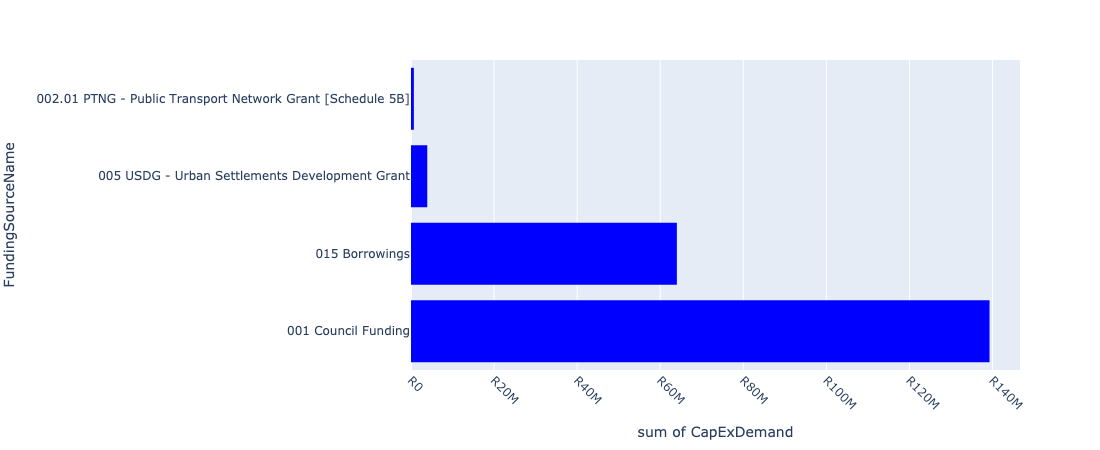 FundingSourceName
002.01 PTNG - Public Transport Network Grant [Schedule 5B]
005 USDG - Urban Settlements Development Grant
015 Borrowings
001 Council Funding
R0
R20M
R40M
R60M
R80M
R100M
R120M
R140M
sum of CapExDemand